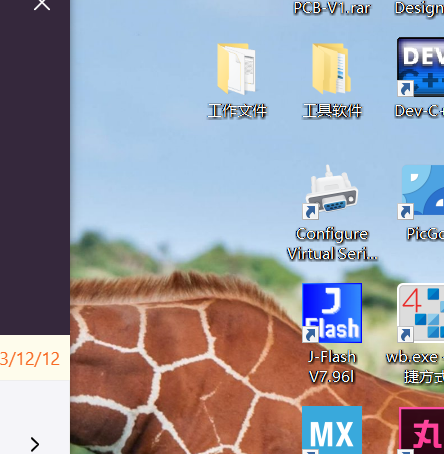 PCB-V1.rar
Design
工作文件
工具软件
DEV
C++
Dev-C+
Configure
Virtual Seri...
PicGo
J
Flash
J-Flash
V7.96l
4
wb.exe -
捷方式
3/12/12
MX
丸